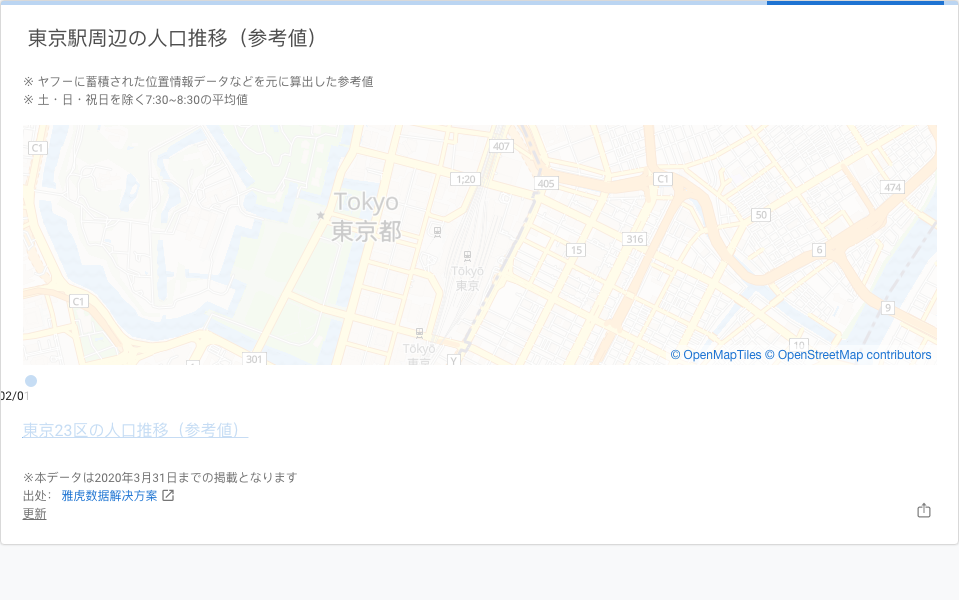 東京駅周辺の人口推移（参考値）
※ ヤフーに蓄積された位置情報データなどを元に算出した参考値
※ 土・日・祝日を除く7:30~8:30の平均値
C1
407
1;20
405
C1
474
Tokyo
東京都
50
316
15
6
Tōkyō
東京
C1
9
10
Tōkyō
東京
301
Y
© OpenMapTiles © OpenStreetMap contributors
02/01
東京23区の人口推移（参考値）
※本データは2020年3月31日までの掲載となります
出处： 雅虎数据解决方案
更新